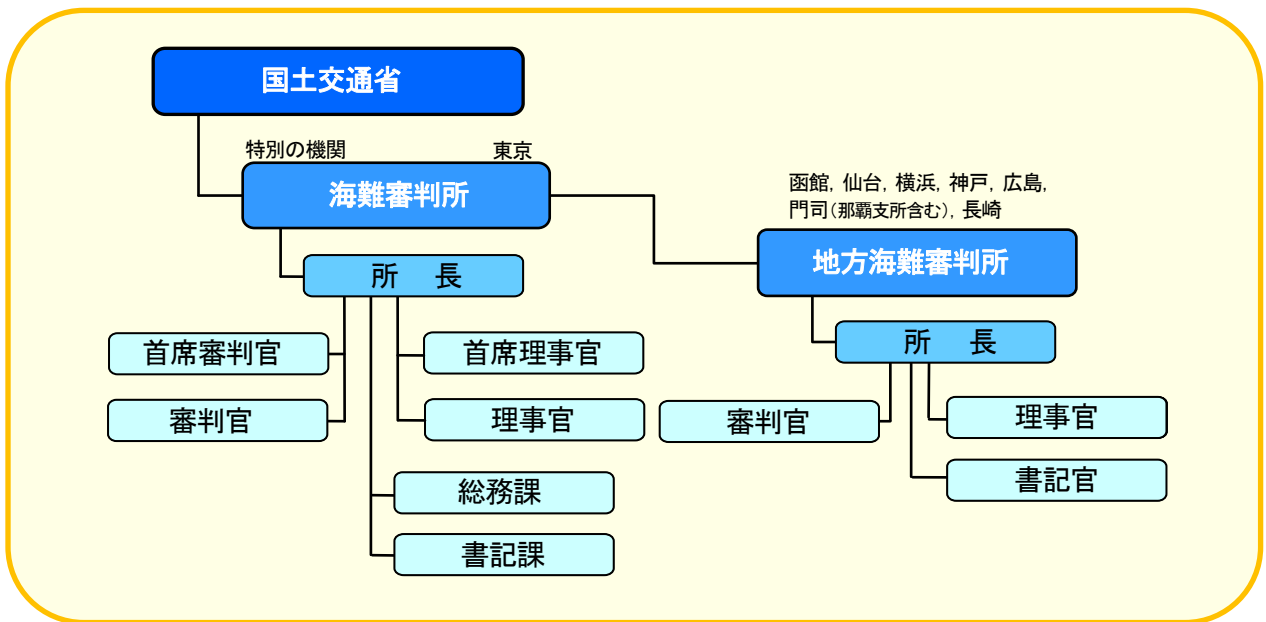 国土交通省
特別の機関
東京
海難審判所
函館, 仙台, 横浜, 神戸, 広島,
門司(那覇支所含む), 長崎
地方海難審判所
所　長
首席審判官
首席理事官
審判官
理事官
総務課
書記課
所　長
審判官
理事官
書記官